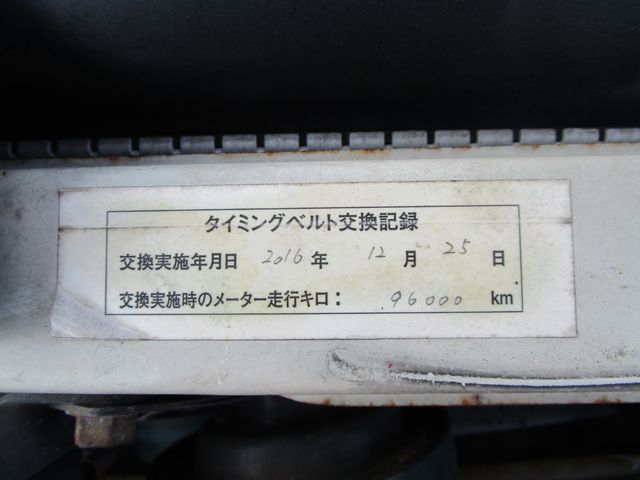 タイミングベルト交換記録
交換実施年月日 2016 年 12 月 25 日
交換実施時のメーター走行キロ： 96000 km